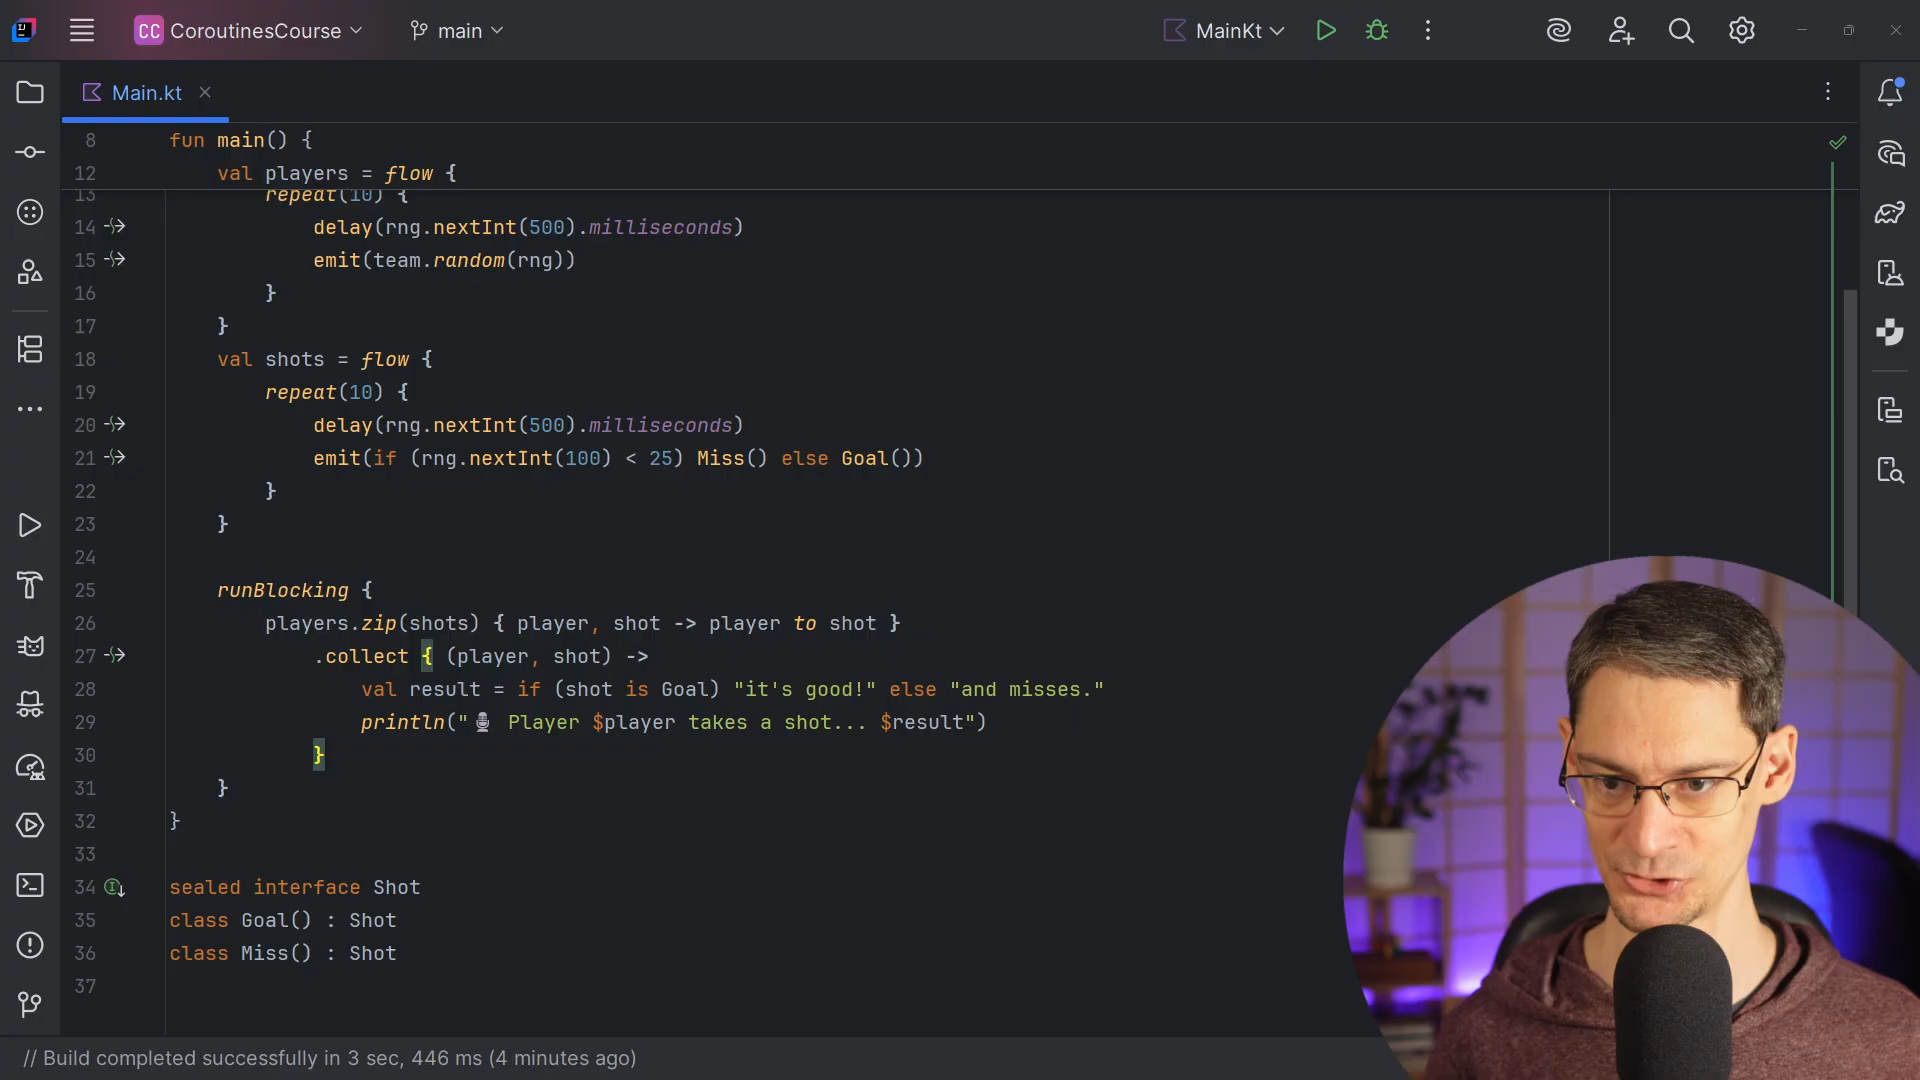 CC CoroutinesCourse main MainKt
Main.kt
8 fun main() {
12 val players = flow {
13 repeat(10) {
14 delay(rng.nextInt(500).milliseconds)
15 emit(team.random(rng))
16 }
17 }
18 val shots = flow {
19 repeat(10) {
20 delay(rng.nextInt(500).milliseconds)
21 emit(if (rng.nextInt(100) < 25) Miss() else Goal())
22 }
23 }
24
25 runBlocking {
26 players.zip(shots) { player, shot -> player to shot }
27 .collect { (player, shot) ->
28 val result = if (shot is Goal) "it's good!" else "and misses."
29 println("🎙 Player $player takes a shot... $result")
30 }
31 }
32 }
33
34 sealed interface Shot
35 class Goal() : Shot
36 class Miss() : Shot
37
// Build completed successfully in 3 sec, 446 ms (4 minutes ago)